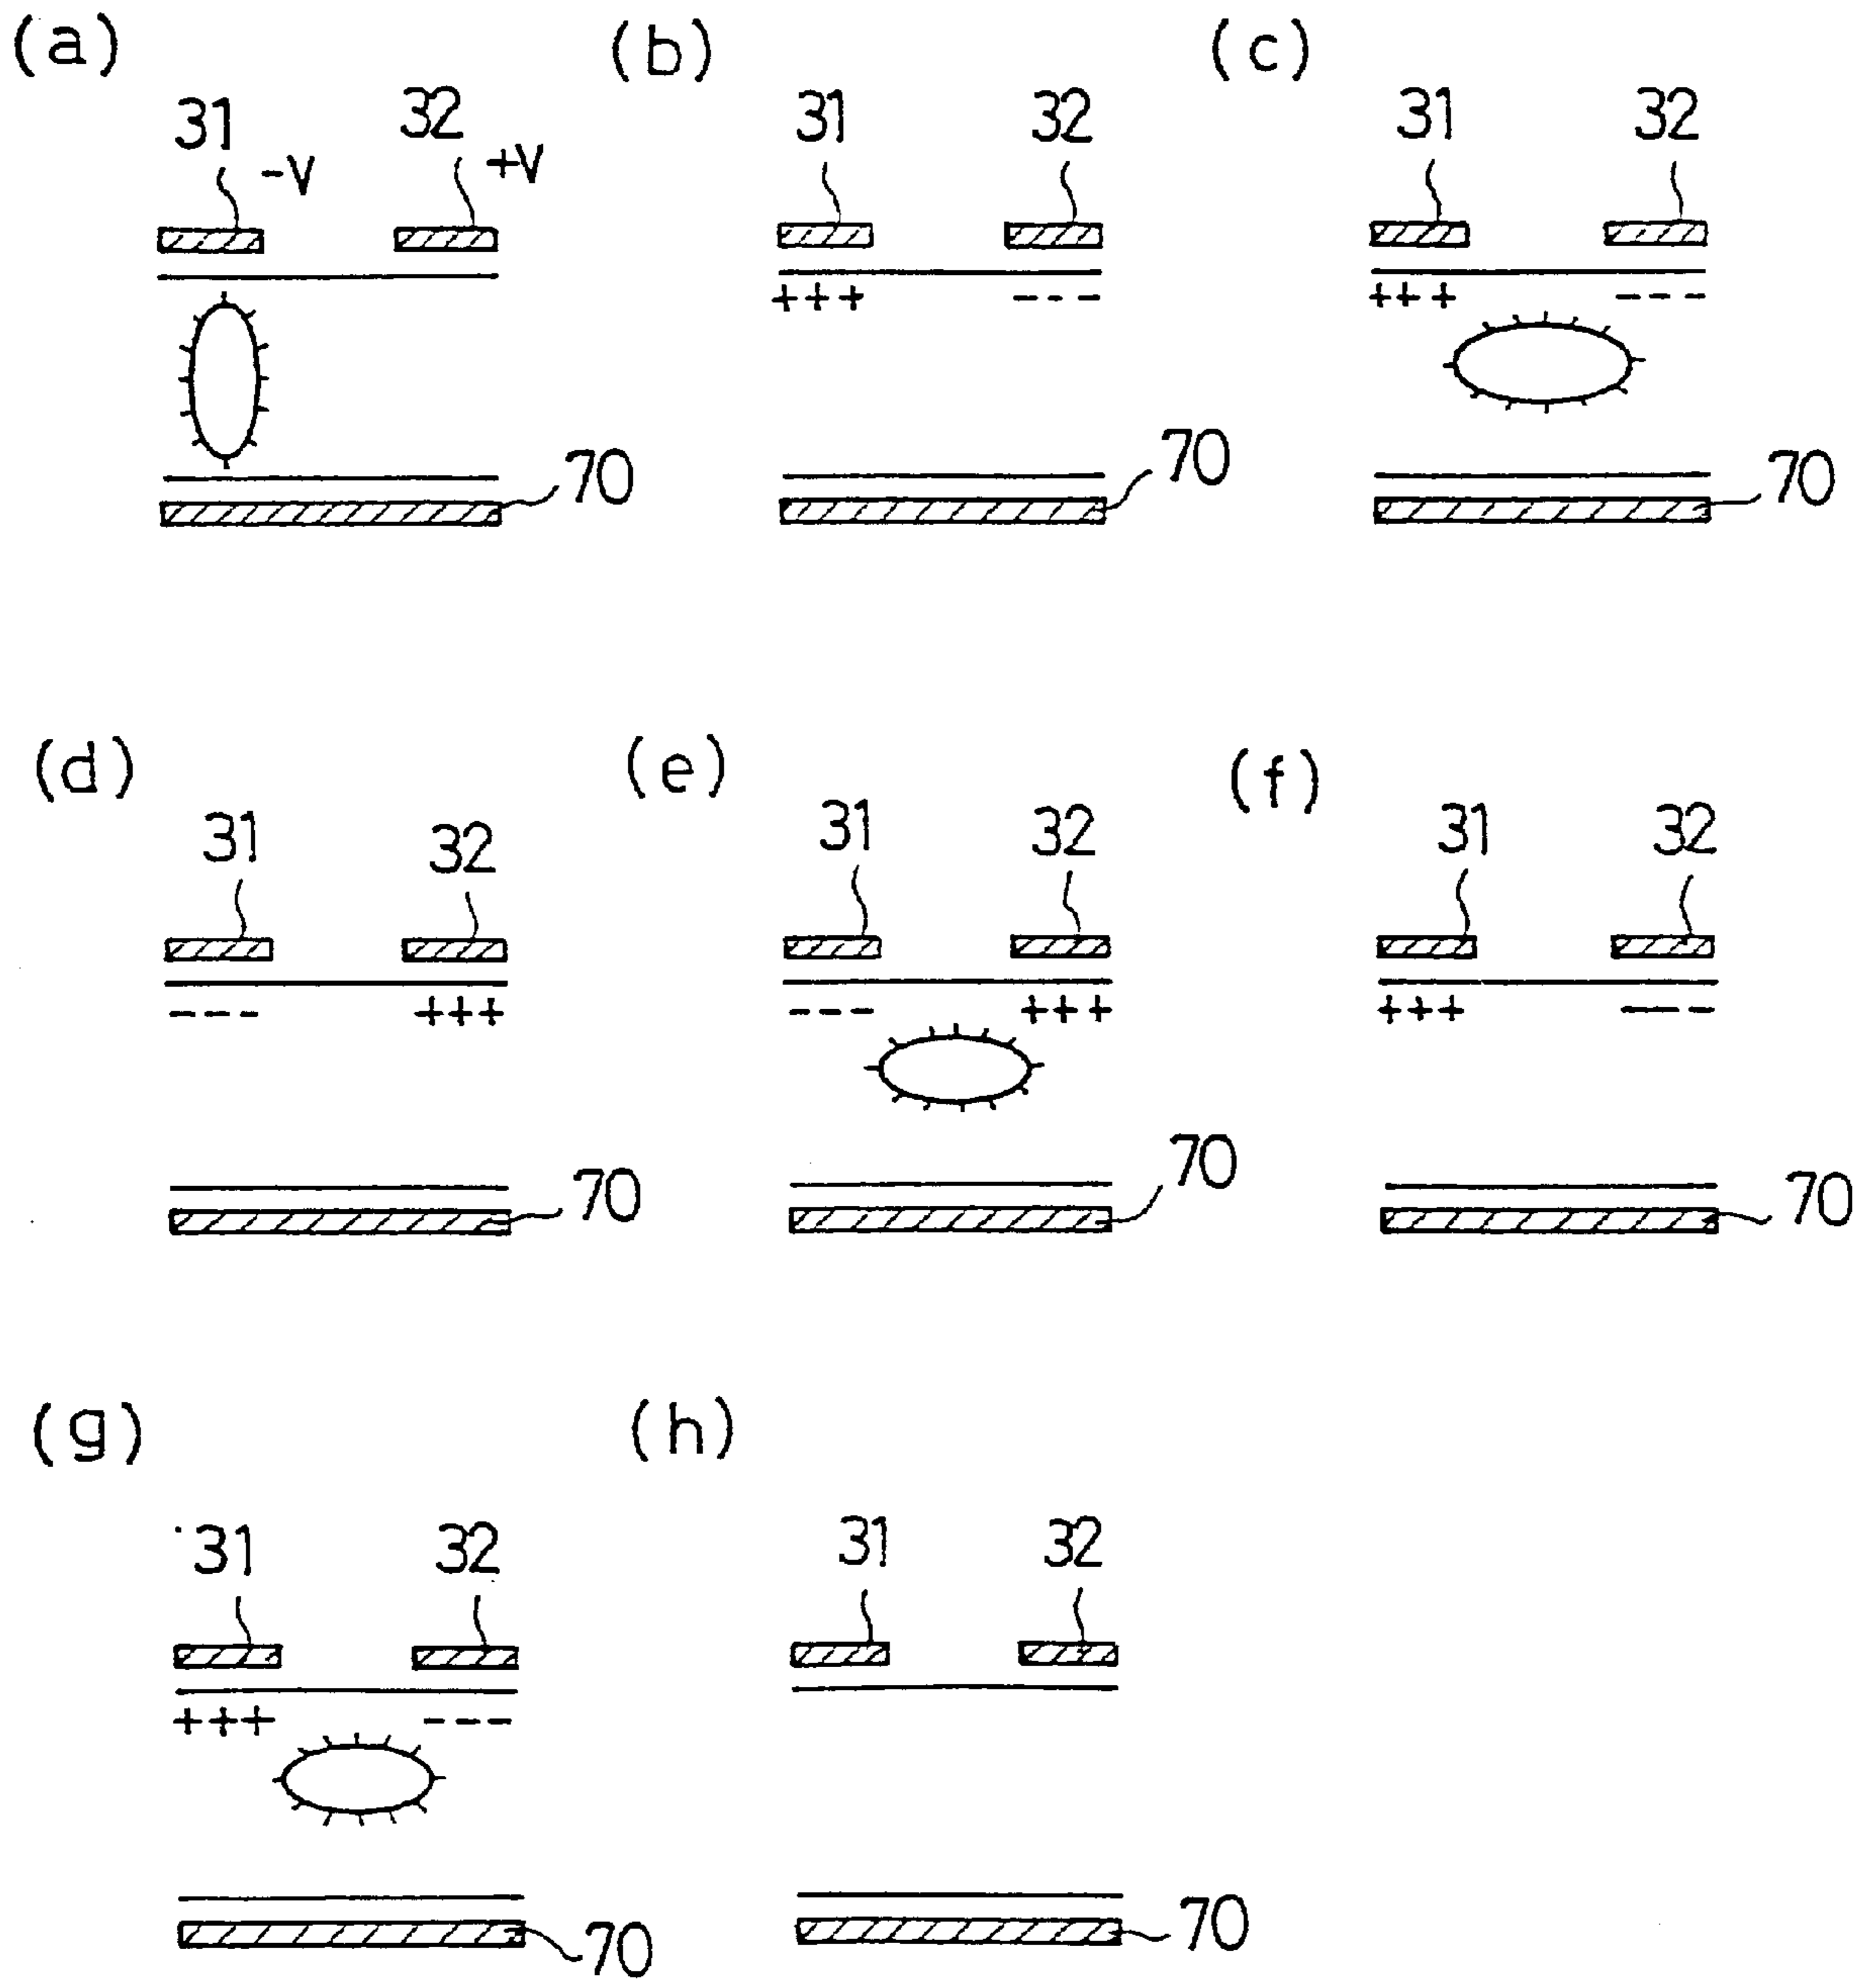 (a) (b) (c)
31 32 31 32 31 32
-V +V
+++ --- +++ ---
70 70 70
(d) (e) (f)
31 32 31 32 31 32
--- +++ --- +++ +++ ---
70 70 70
(g) (h)
31 32 31 32
+++ ---
70 70